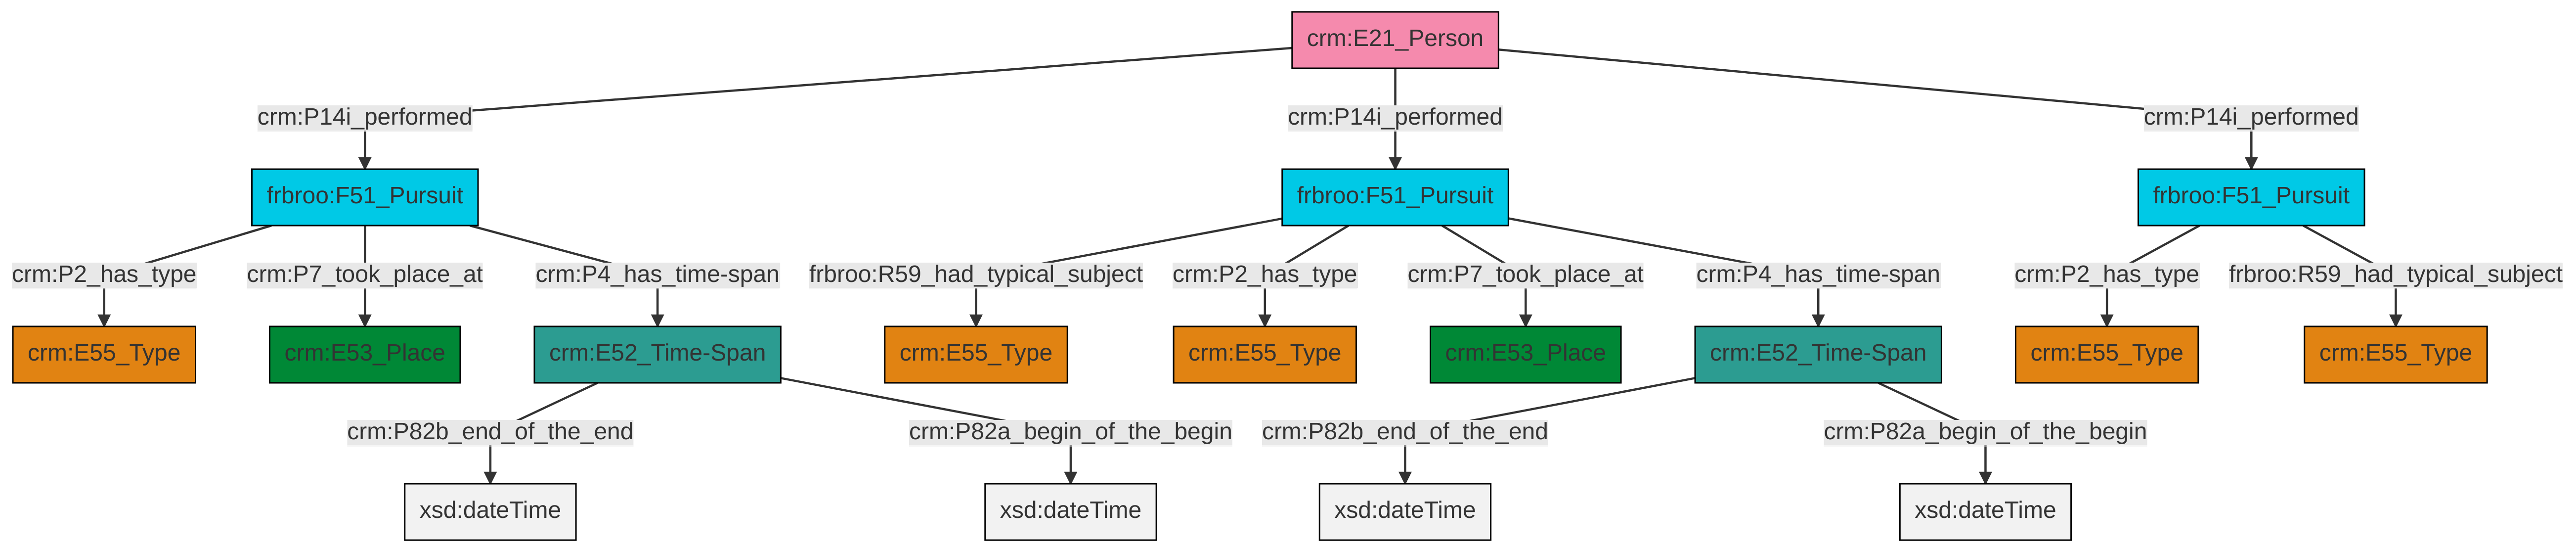 crm:E21_Person
crm:P14i_performed
crm:P14i_performed
crm:P14i_performed
frbroo:F51_Pursuit
frbroo:F51_Pursuit
frbroo:F51_Pursuit
crm:P2_has_type
crm:P7_took_place_at
crm:P4_has_time-span
frbroo:R59_had_typical_subject
crm:P2_has_type
crm:P7_took_place_at
crm:P4_has_time-span
crm:P2_has_type
frbroo:R59_had_typical_subject
crm:E55_Type
crm:E53_Place
crm:E52_Time-Span
crm:E55_Type
crm:E55_Type
crm:E53_Place
crm:E52_Time-Span
crm:E55_Type
crm:E55_Type
crm:P82b_end_of_the_end
crm:P82a_begin_of_the_begin
crm:P82b_end_of_the_end
crm:P82a_begin_of_the_begin
xsd:dateTime
xsd:dateTime
xsd:dateTime
xsd:dateTime